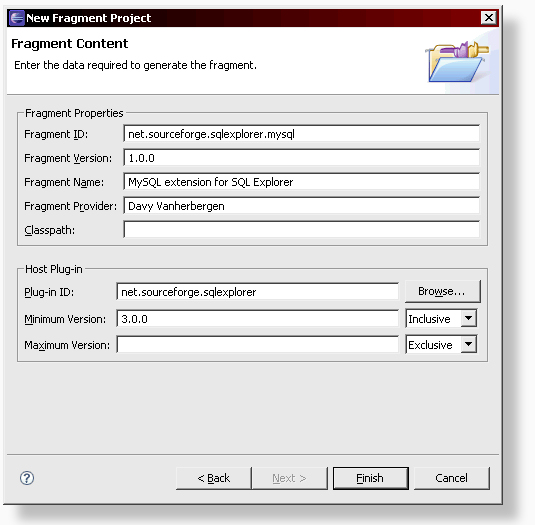 New Fragment Project
Fragment Content
Enter the data required to generate the fragment.
Fragment Properties
Fragment ID: net.sourceforge.sqlexplorer.mysql
Fragment Version: 1.0.0
Fragment Name: MySQL extension for SQL Explorer
Fragment Provider: Davy Vanherbergen
Classpath:
Host Plug-in
Plug-in ID: net.sourceforge.sqlexplorer Browse...
Minimum Version: 3.0.0 Inclusive
Maximum Version: Exclusive
? < Back Next > Finish Cancel